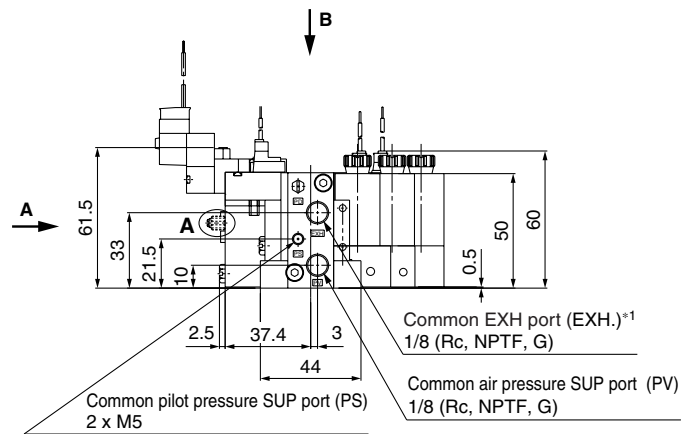 B
A
A
61.5
33
21.5
10
60
50
0.5
2.5
37.4
3
44
Common EXH port (EXH.)*1
1/8 (Rc, NPTF, G)
Common air pressure SUP port (PV)
1/8 (Rc, NPTF, G)
Common pilot pressure SUP port (PS)
2 x M5